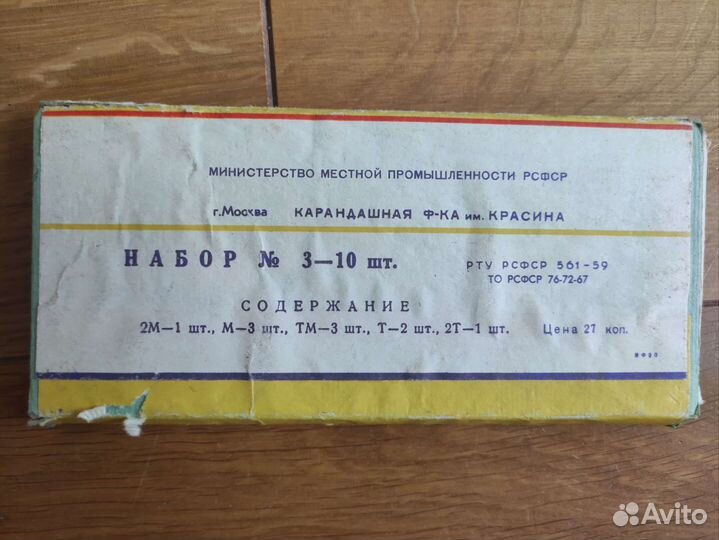 МИНИСТЕРСТВО МЕСТНОЙ ПРОМЫШЛЕННОСТИ РСФСР
г.Москва КАРАНДАШНАЯ Ф-КА им. КРАСИНА
НАБОР № 3—10 шт. РТУ РСФСР 561-59
ТО РСФСР 76-72-67
СОДЕРЖАНИЕ
2М—1 шт., М—3 шт., ТМ—3 шт., Т—2 шт., 2Т—1 шт. Цена 27 коп.
Avito